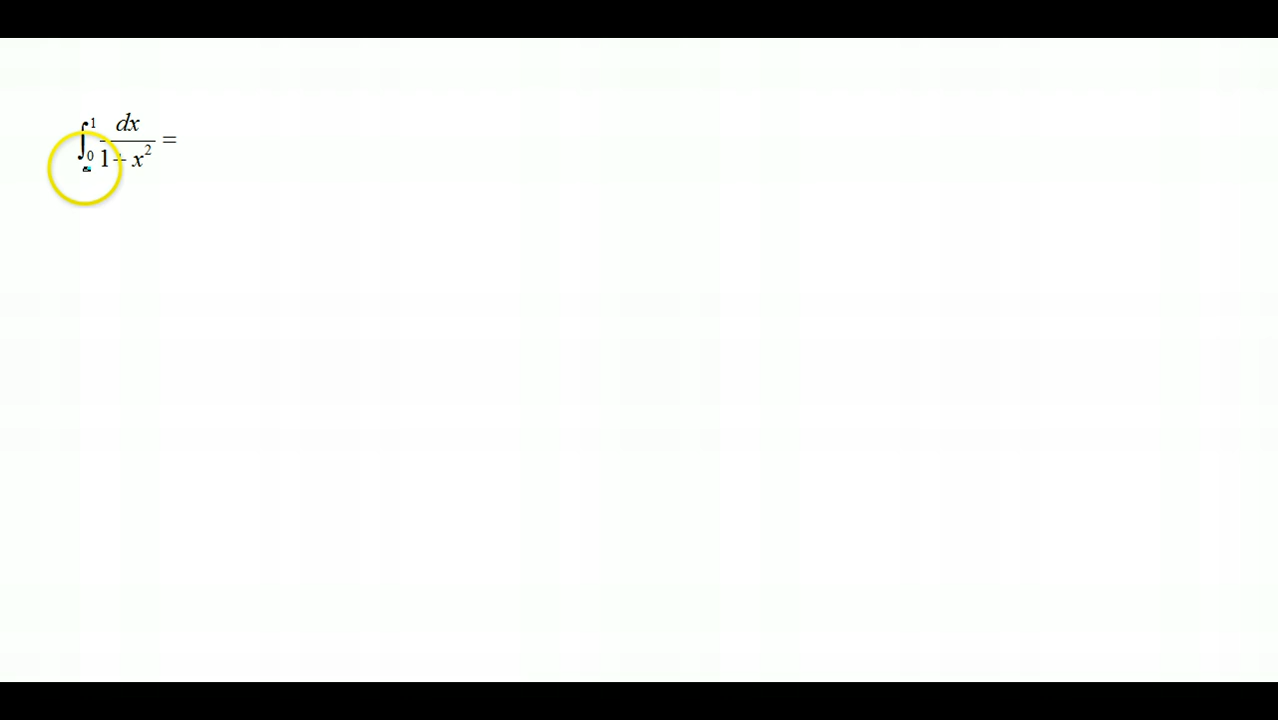 ∫₀¹ dx/(1+x²) =